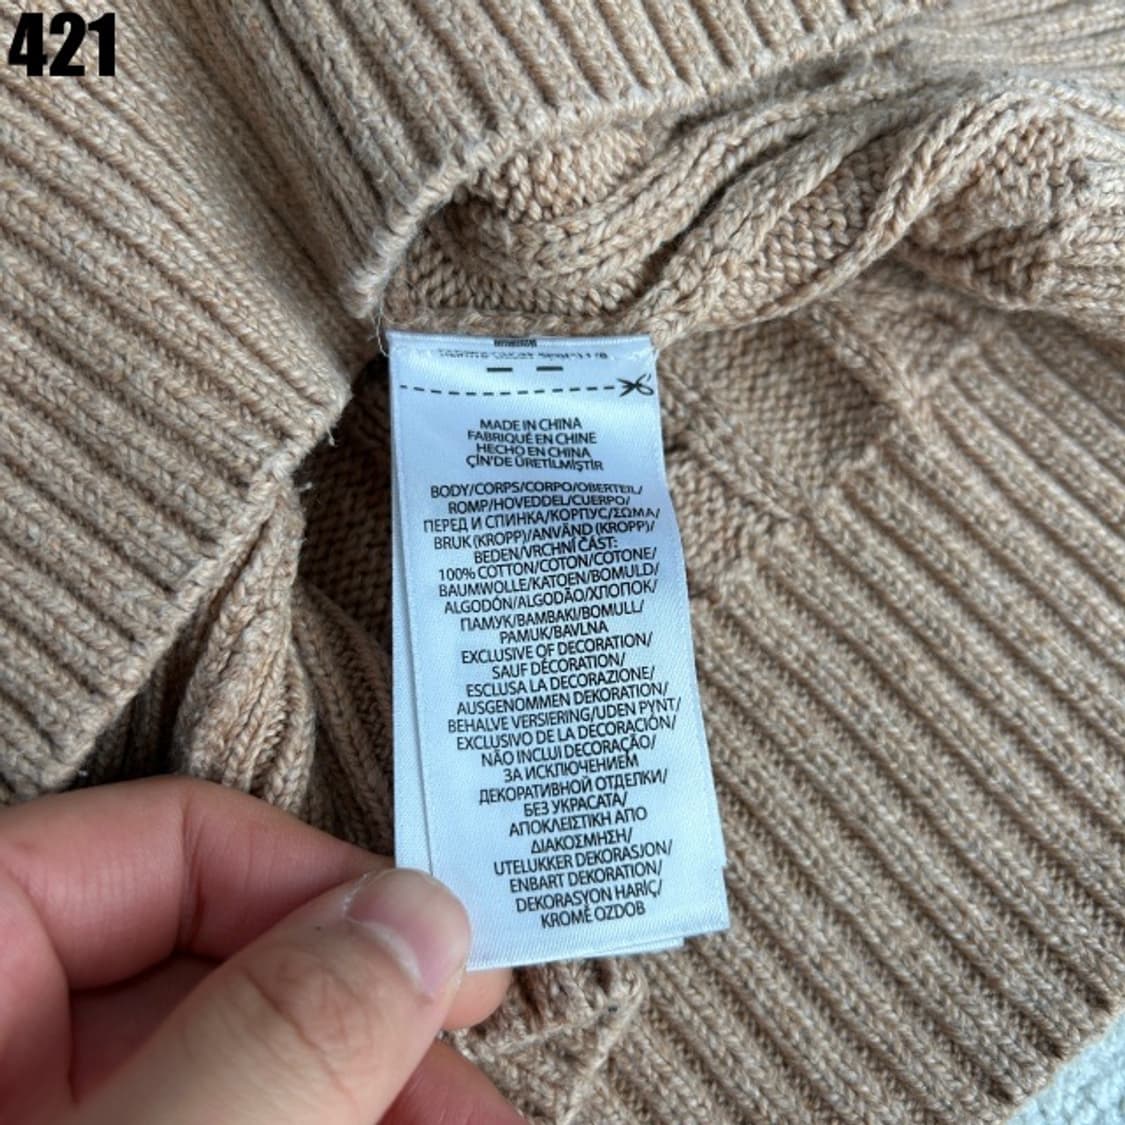 421
MADE IN CHINA
FABRIQUÉ EN CHINE
HECHO EN CHINA
ÇİN'DE ÜRETİLMİŞTİR
BODY/CORPS/CORPO/OBERTEIL/
ROMP/HOVEDDEL/CUERPO/
ПЕРЕД И СПИНКА/КОРПУС/ΣΩΜΑ/
BRUK (KROPP)/ANVÄND (KROPP)/
BEDEN/VRCHNÍ ČÁST:
100% COTTON/COTON/COTONE/
BAUMWOLLE/KATOEN/BOMULD/
ALGODÓN/ALGODÃO/ХЛОПОК/
ПАМУК/ΒΑΜΒΑΚΙ/BOMULL/
PAMUK/BAVLNA
EXCLUSIVE OF DECORATION/
SAUF DÉCORATION/
ESCLUSA LA DECORAZIONE/
AUSGENOMMEN DEKORATION/
BEHALVE VERSIERING/UDEN PYNT/
EXCLUSIVO DE LA DECORACIÓN/
NÃO INCLUI DECORAÇÃO/
ЗА ИСКЛЮЧЕНИЕМ
ДЕКОРАТИВНОЙ ОТДЕЛКИ/
БЕЗ УКРАСАТА/
ΑΠΟΚΛΕΙΣΤΙΚΗ ΑΠΟ
ΔΙΑΚΟΣΜΗΣΗ/
UTELUKKER DEKORASJON/
ENBART DEKORATION/
DEKORASYON HARİÇ/
KROMĚ OZDOB